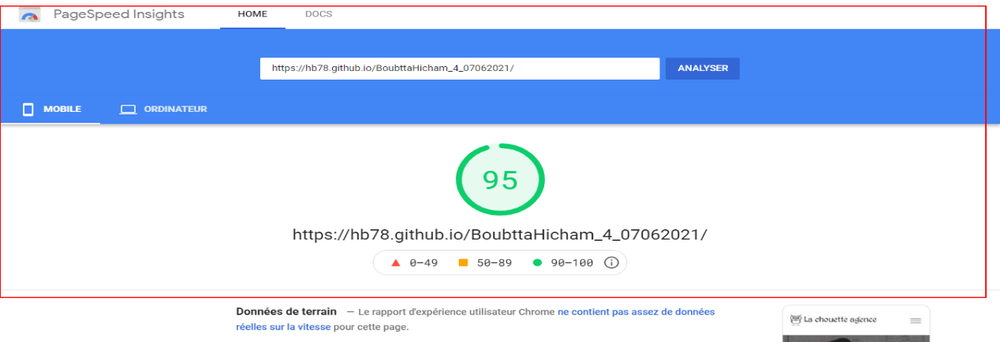 PageSpeed Insights HOME DOCS
https://hb78.github.io/BoubttaHicham_4_07062021/ ANALYSER
MOBILE ORDINATEUR
95
https://hb78.github.io/BoubttaHicham_4_07062021/
0–49 50–89 90–100
Données de terrain — Le rapport d'expérience utilisateur Chrome ne contient pas assez de données
réelles sur la vitesse pour cette page.
La chouette agence